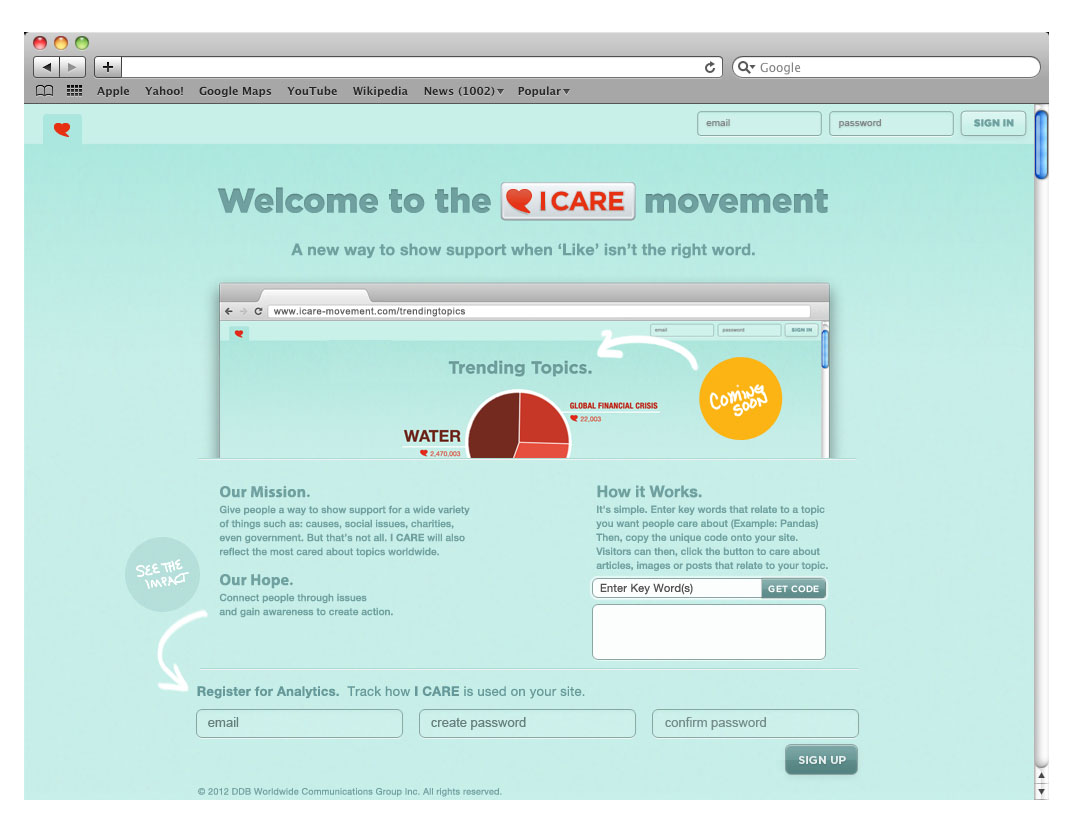 Google
Apple Yahoo! Google Maps YouTube Wikipedia News (1002) Popular
email password SIGN IN
Welcome to the I CARE movement
A new way to show support when ‘Like’ isn’t the right word.
www.icare-movement.com/trendingtopics
email password SIGN IN
Trending Topics.
Coming
SOON
GLOBAL FINANCIAL CRISIS
22,003
WATER
2,470,003
Our Mission.
Give people a way to show support for a wide variety
of things such as: causes, social issues, charities,
even government. But that’s not all. I CARE will also
reflect the most cared about topics worldwide.
SEE THE
IMPACT
Our Hope.
Connect people through issues
and gain awareness to create action.
How it Works.
It's simple. Enter key words that relate to a topic
you want people care about (Example: Pandas)
Then, copy the unique code onto your site.
Visitors can then, click the button to care about
articles, images or posts that relate to your topic.
Enter Key Word(s) GET CODE
Register for Analytics. Track how I CARE is used on your site.
email create password confirm password
SIGN UP
© 2012 DDB Worldwide Communications Group Inc. All rights reserved.